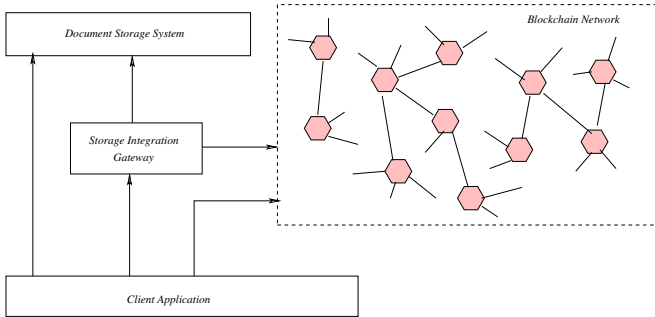 Document Storage System
Blockchain Network
Storage Integration
Gateway
Client Application